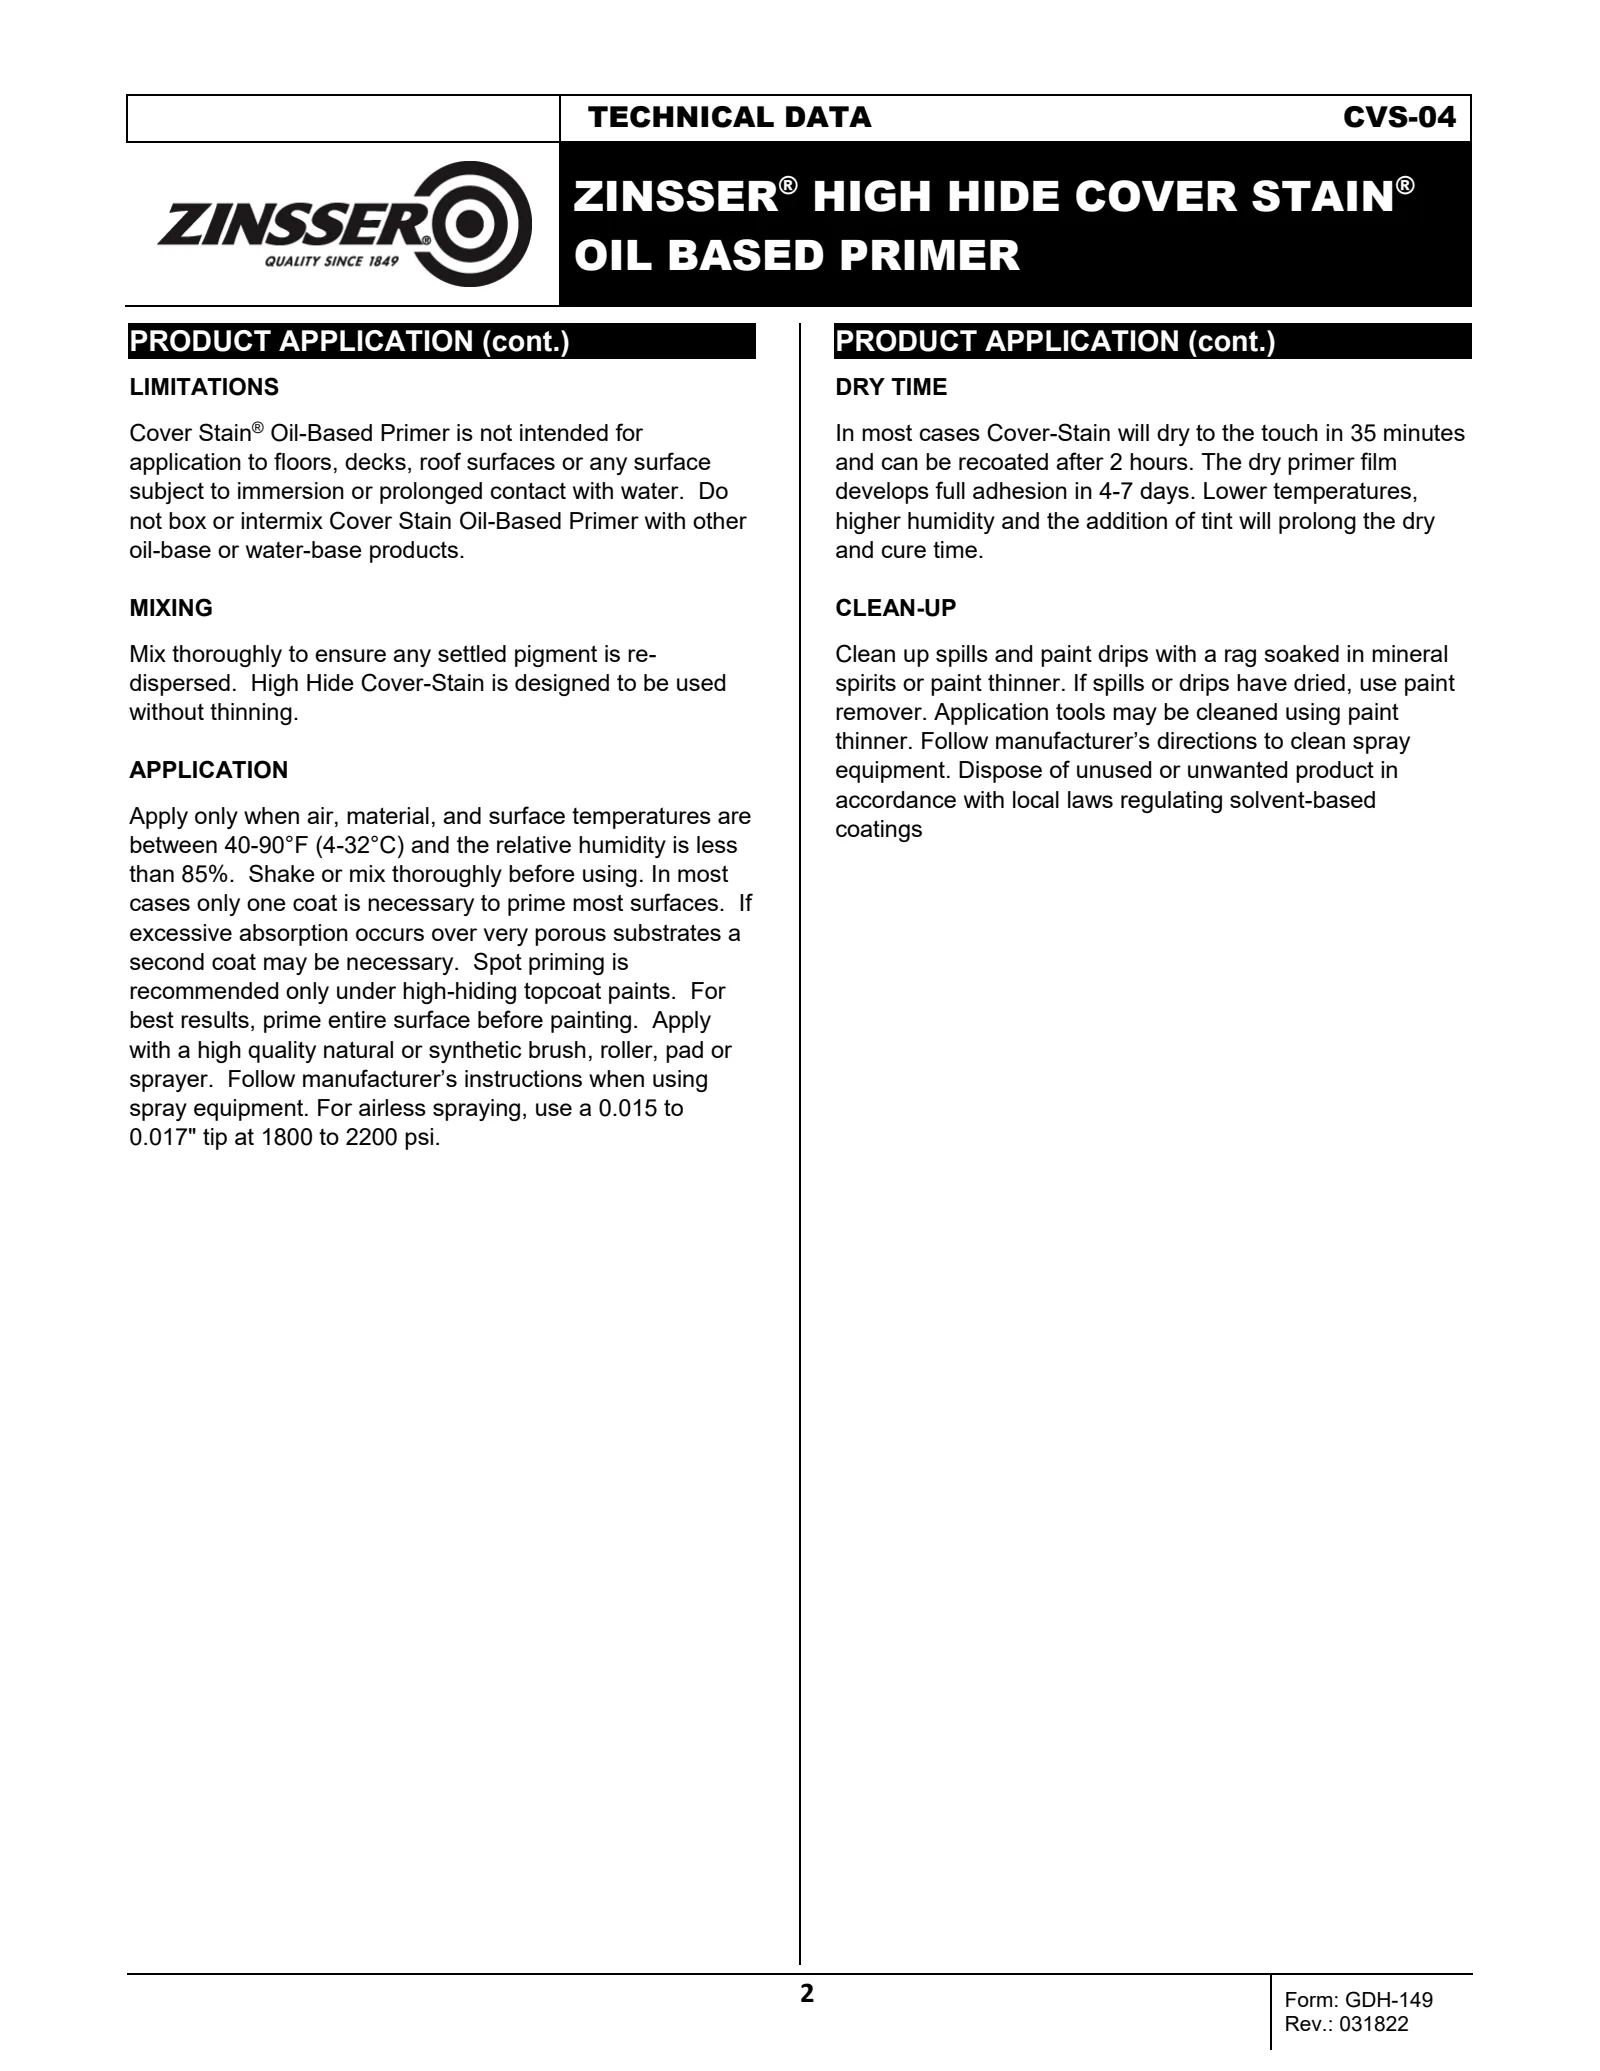 TECHNICAL DATA CVS-04
ZINSSER®
QUALITY SINCE 1849
ZINSSER® HIGH HIDE COVER STAIN®
OIL BASED PRIMER
PRODUCT APPLICATION (cont.)
LIMITATIONS
Cover Stain® Oil-Based Primer is not intended for
application to floors, decks, roof surfaces or any surface
subject to immersion or prolonged contact with water.  Do
not box or intermix Cover Stain Oil-Based Primer with other
oil-base or water-base products.
MIXING
Mix thoroughly to ensure any settled pigment is re-
dispersed.  High Hide Cover-Stain is designed to be used
without thinning.
APPLICATION
Apply only when air, material, and surface temperatures are
between 40-90°F (4-32°C) and the relative humidity is less
than 85%.  Shake or mix thoroughly before using. In most
cases only one coat is necessary to prime most surfaces.  If
excessive absorption occurs over very porous substrates a
second coat may be necessary.  Spot priming is
recommended only under high-hiding topcoat paints.  For
best results, prime entire surface before painting.  Apply
with a high quality natural or synthetic brush, roller, pad or
sprayer.  Follow manufacturer’s instructions when using
spray equipment. For airless spraying, use a 0.015 to
0.017" tip at 1800 to 2200 psi.
PRODUCT APPLICATION (cont.)
DRY TIME
In most cases Cover-Stain will dry to the touch in 35 minutes
and can be recoated after 2 hours. The dry primer film
develops full adhesion in 4-7 days. Lower temperatures,
higher humidity and the addition of tint will prolong the dry
and cure time.
CLEAN-UP
Clean up spills and paint drips with a rag soaked in mineral
spirits or paint thinner. If spills or drips have dried, use paint
remover. Application tools may be cleaned using paint
thinner. Follow manufacturer’s directions to clean spray
equipment. Dispose of unused or unwanted product in
accordance with local laws regulating solvent-based
coatings
2
Form: GDH-149
Rev.: 031822